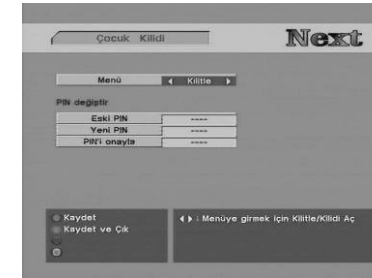 Çocuk Kilidi
Next
Menü
Kilitle
PIN değiştir
Eski PIN ----
Yeni PIN ----
PIN'i onayla ----
Kaydet
Kaydet ve Çık
: Menüye girmek için Kilitle/Kilidi Aç